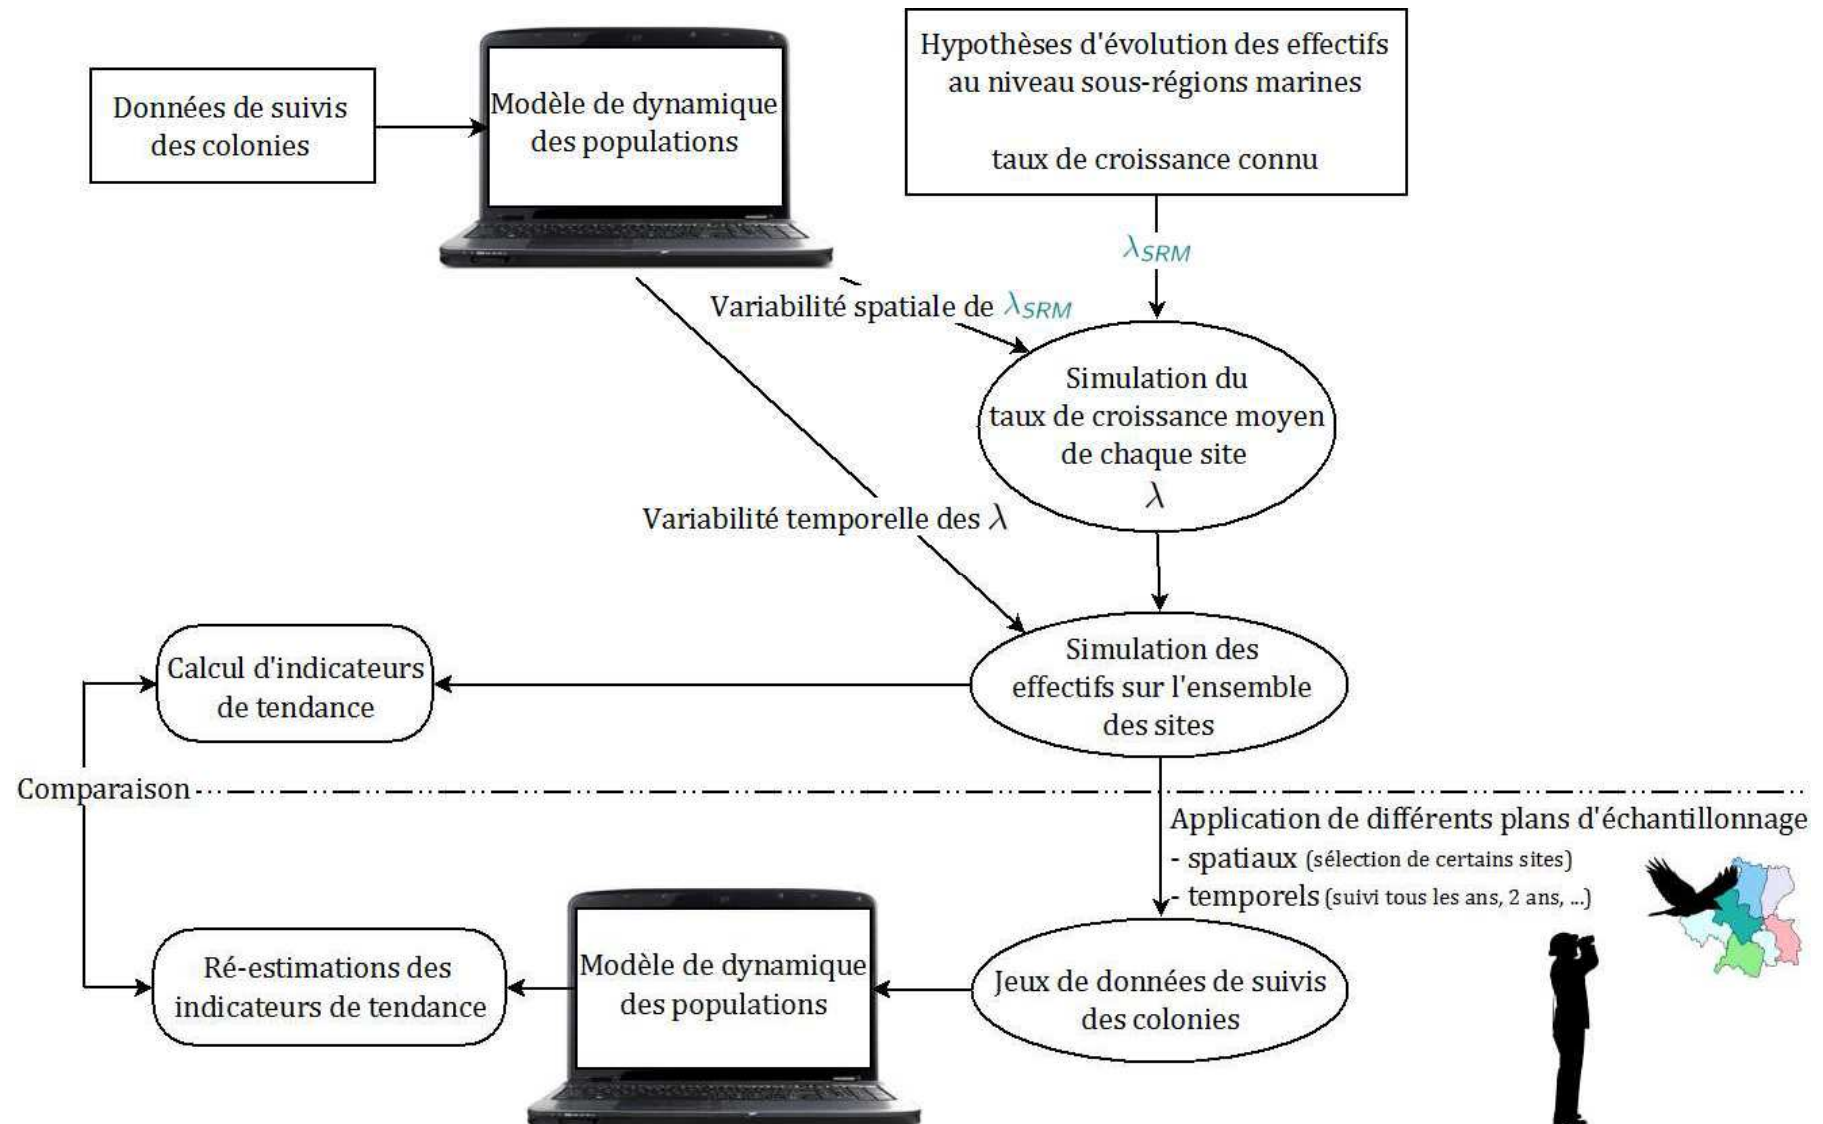 Données de suivis
des colonies
Modèle de dynamique
des populations
Hypothèses d'évolution des effectifs
au niveau sous-régions marines
taux de croissance connu
λSRM
Variabilité spatiale de λSRM
Simulation du
taux de croissance moyen
de chaque site
λ
Variabilité temporelle des λ
Simulation des
effectifs sur l'ensemble
des sites
Calcul d'indicateurs
de tendance
Comparaison
Application de différents plans d'échantillonnage
- spatiaux (sélection de certains sites)
- temporels (suivi tous les ans, 2 ans, ...)
Jeux de données de suivis
des colonies
Modèle de dynamique
des populations
Ré-estimations des
indicateurs de tendance